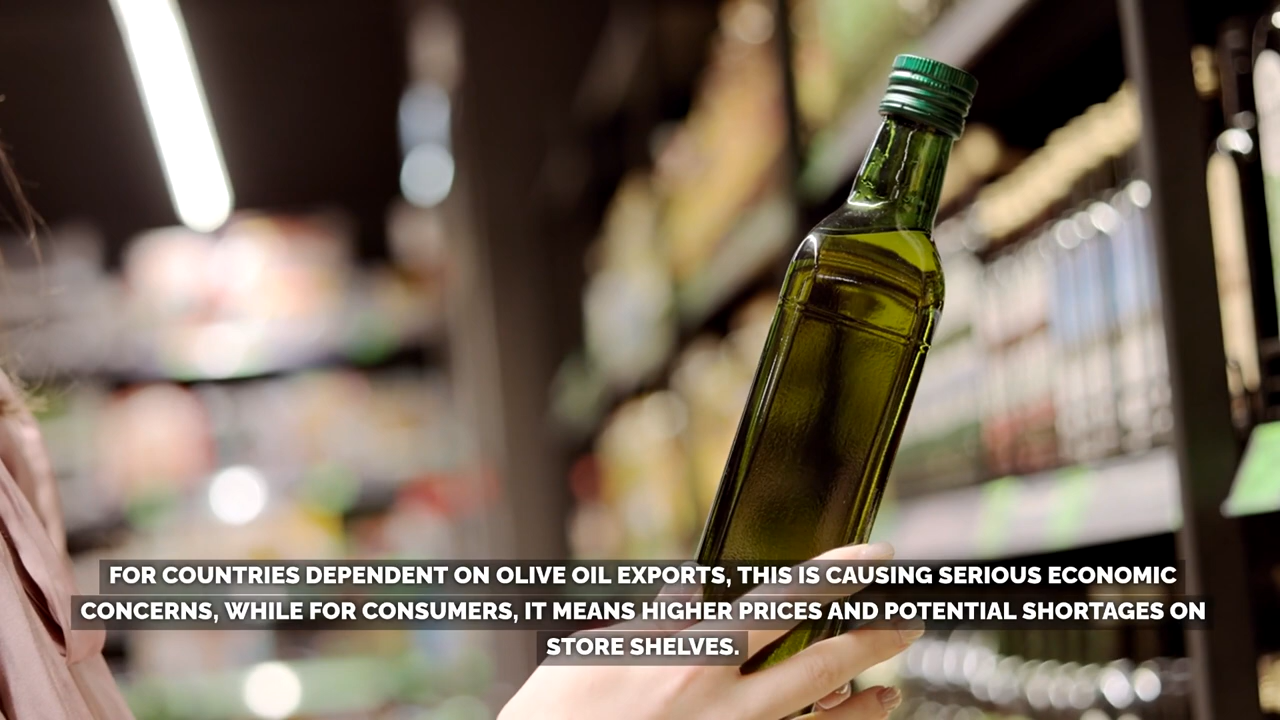 FOR COUNTRIES DEPENDENT ON OLIVE OIL EXPORTS, THIS IS CAUSING SERIOUS ECONOMIC
CONCERNS, WHILE FOR CONSUMERS, IT MEANS HIGHER PRICES AND POTENTIAL SHORTAGES ON
STORE SHELVES.